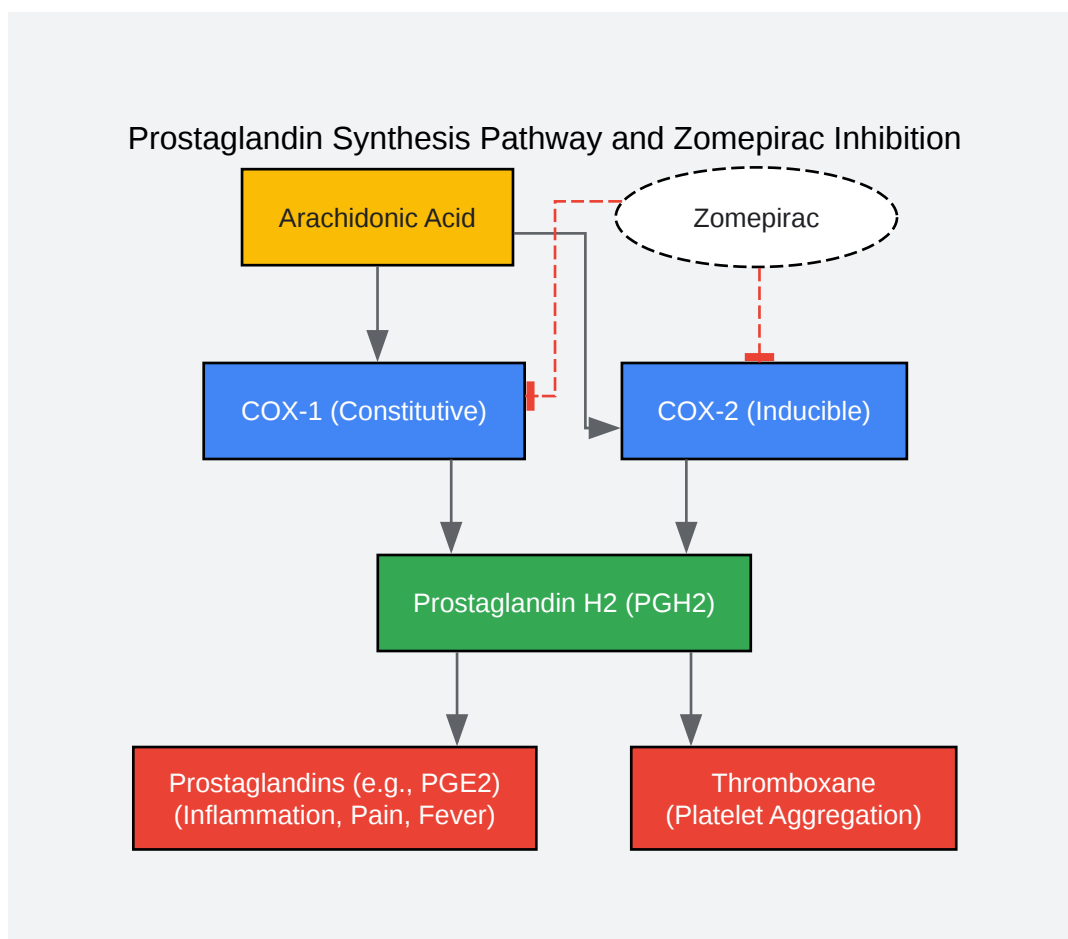 Prostaglandin Synthesis Pathway and Zomepirac Inhibition
Arachidonic Acid
Zomepirac
COX-1 (Constitutive)
COX-2 (Inducible)
Prostaglandin H2 (PGH2)
Prostaglandins (e.g., PGE2)
(Inflammation, Pain, Fever)
Thromboxane
(Platelet Aggregation)